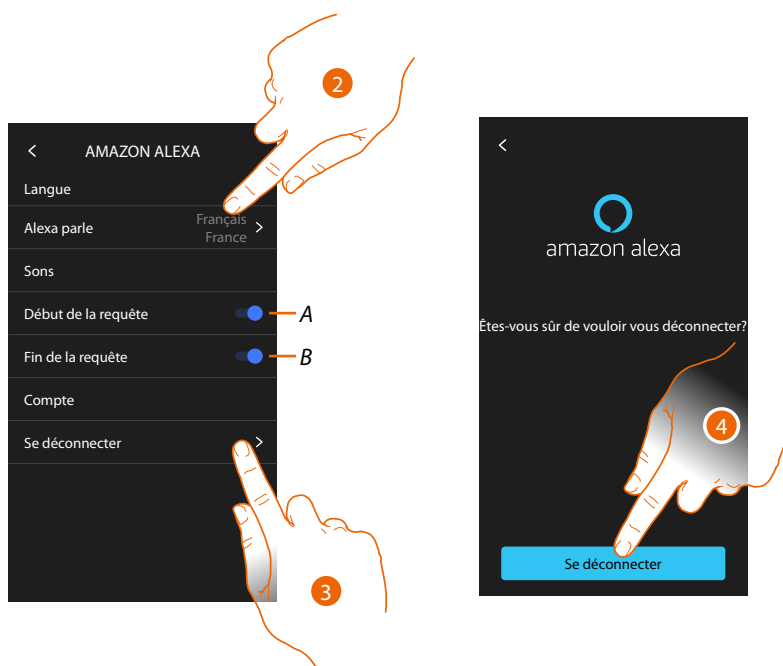 2
AMAZON ALEXA
Langue
Alexa parle
Français
France
Sons
Début de la requête
A
Fin de la requête
B
Compte
Se déconnecter
3
amazon alexa
Êtes-vous sûr de vouloir vous déconnecter?
4
Se déconnecter